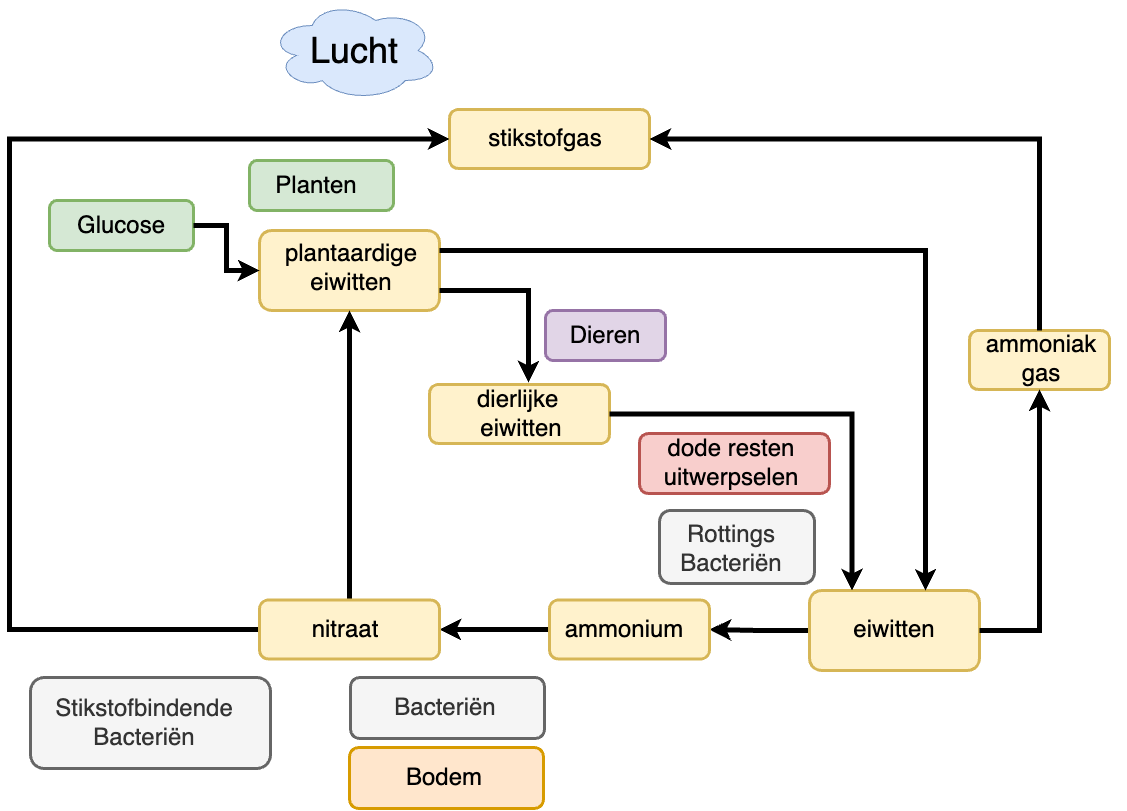 Lucht
stikstofgas
Planten
Glucose
plantaardige
eiwitten
Dieren
ammoniak
gas
dierlijke
eiwitten
dode resten
uitwerpselen
Rottings
Bacteriën
nitraat
ammonium
eiwitten
Stikstofbindende
Bacteriën
Bacteriën
Bodem